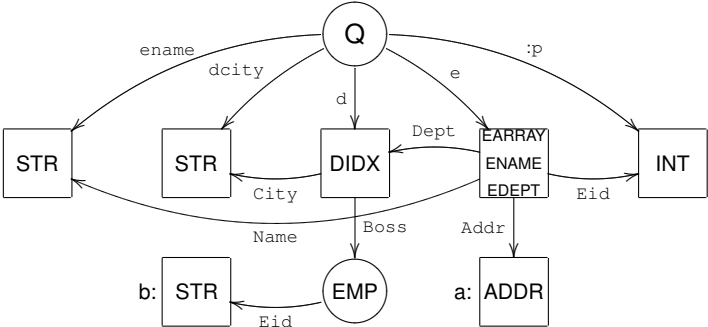 Q
ename
:p
dcity
e
d
Dept
STR
STR
DIDX
EARRAY
ENAME
EDEPT
INT
City
Eid
Name
Boss
Addr
b:
STR
EMP
a:
ADDR
Eid